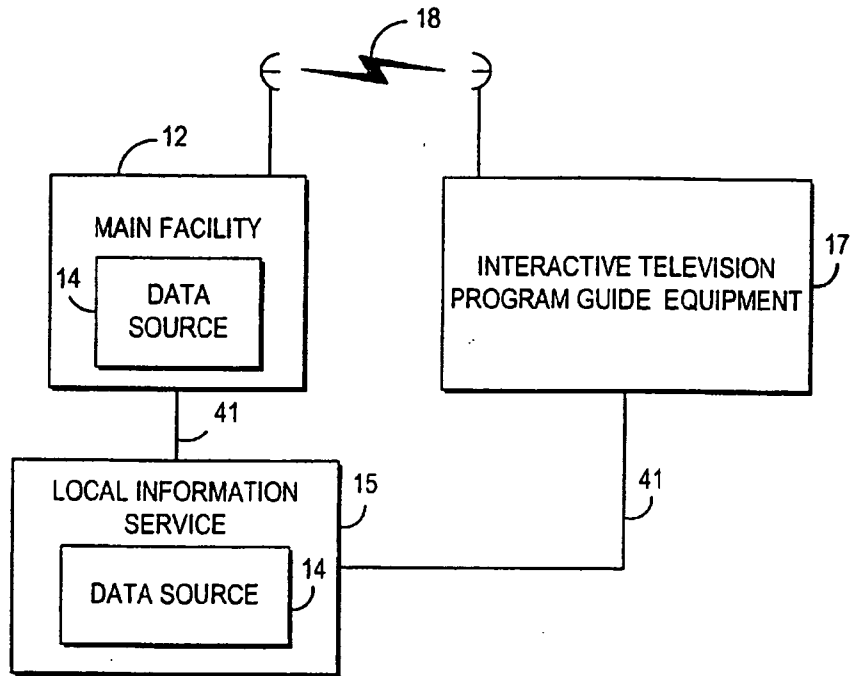 18
12
MAIN FACILITY
14
DATA
SOURCE
INTERACTIVE TELEVISION
PROGRAM GUIDE EQUIPMENT
17
41
LOCAL INFORMATION
SERVICE
15
41
DATA SOURCE
14